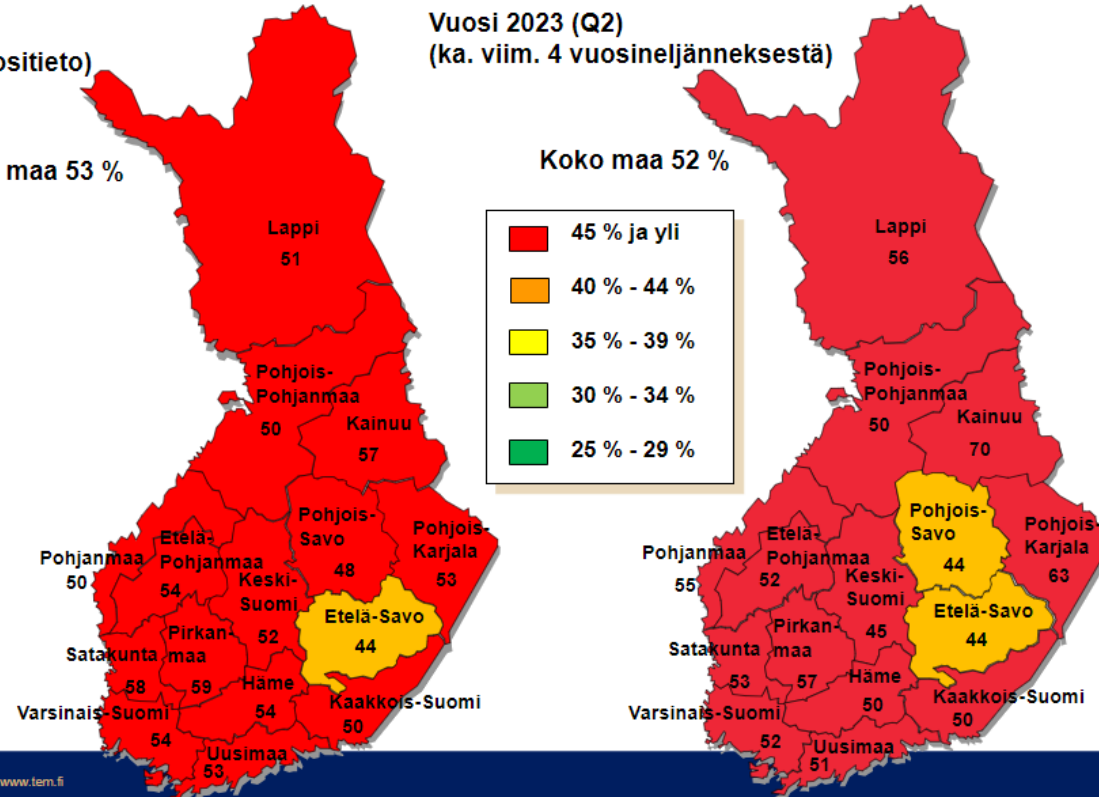 Vuosi 2023 (Q2)
(ka. viim. 4 vuosineljänneksestä)
ositieto)
maa 53 %
Lappi
51
Pohjois-
Pohjanmaa
50
Kainuu
57
Pohjois-
Savo
48
Pohjois-
Karjala
53
Pohjanmaa
50
Etelä-
Pohjanmaa
54
Keski-
Suomi
52
Etelä-Savo
44
Pirkan-
maa
59
Satakunta
58
Häme
54
Kaakkois-Suomi
50
Varsinais-Suomi
54
Uusimaa
53
www.tem.fi
45 % ja yli
40 % - 44 %
35 % - 39 %
30 % - 34 %
25 % - 29 %
Koko maa 52 %
Lappi
56
Pohjois-
Pohjanmaa
50
Kainuu
70
Pohjois-
Savo
44
Pohjois-
Karjala
63
Pohjanmaa
55
Etelä-
Pohjanmaa
52
Keski-
Suomi
45
Etelä-Savo
44
Pirkan-
maa
57
Satakunta
53
Häme
50
Kaakkois-Suomi
50
Varsinais-Suomi
52
Uusimaa
51